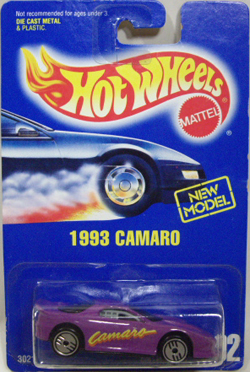 Not recommended for ages under 3
DIE CAST METAL
& PLASTIC.
Hot Wheels
MATTEL
NEW
MODEL
1993 CAMARO
Camaro